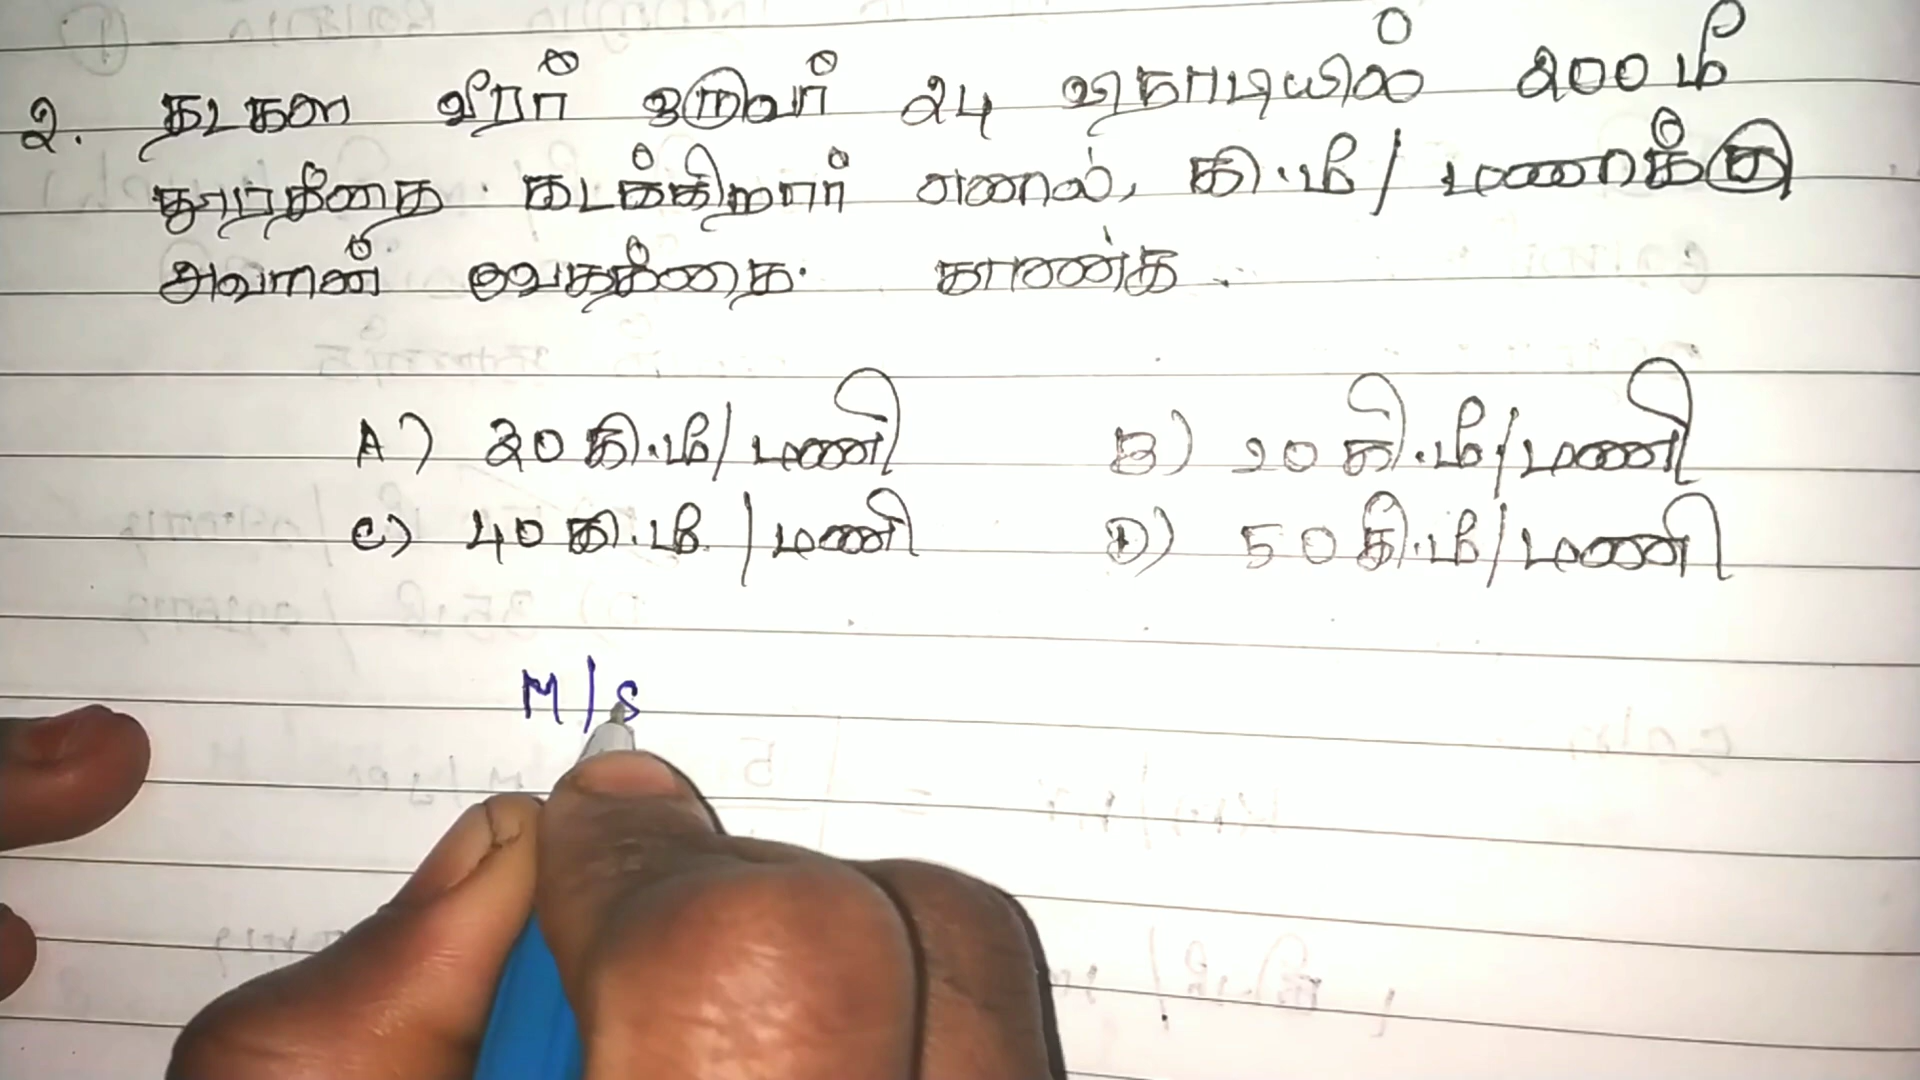 2. தடகள வீரர் ஒருவர் 24 விநாடியில் 200 மீ
தூரத்தை கடக்கிறார் எனில், கி.மீ/மணிக்கு
அவரின் வேகத்தை காண்க.
A) 30 கி.மீ/மணி B) 20 கி.மீ/மணி
C) 40 கி.மீ/மணி D) 50 கி.மீ/மணி
M/S